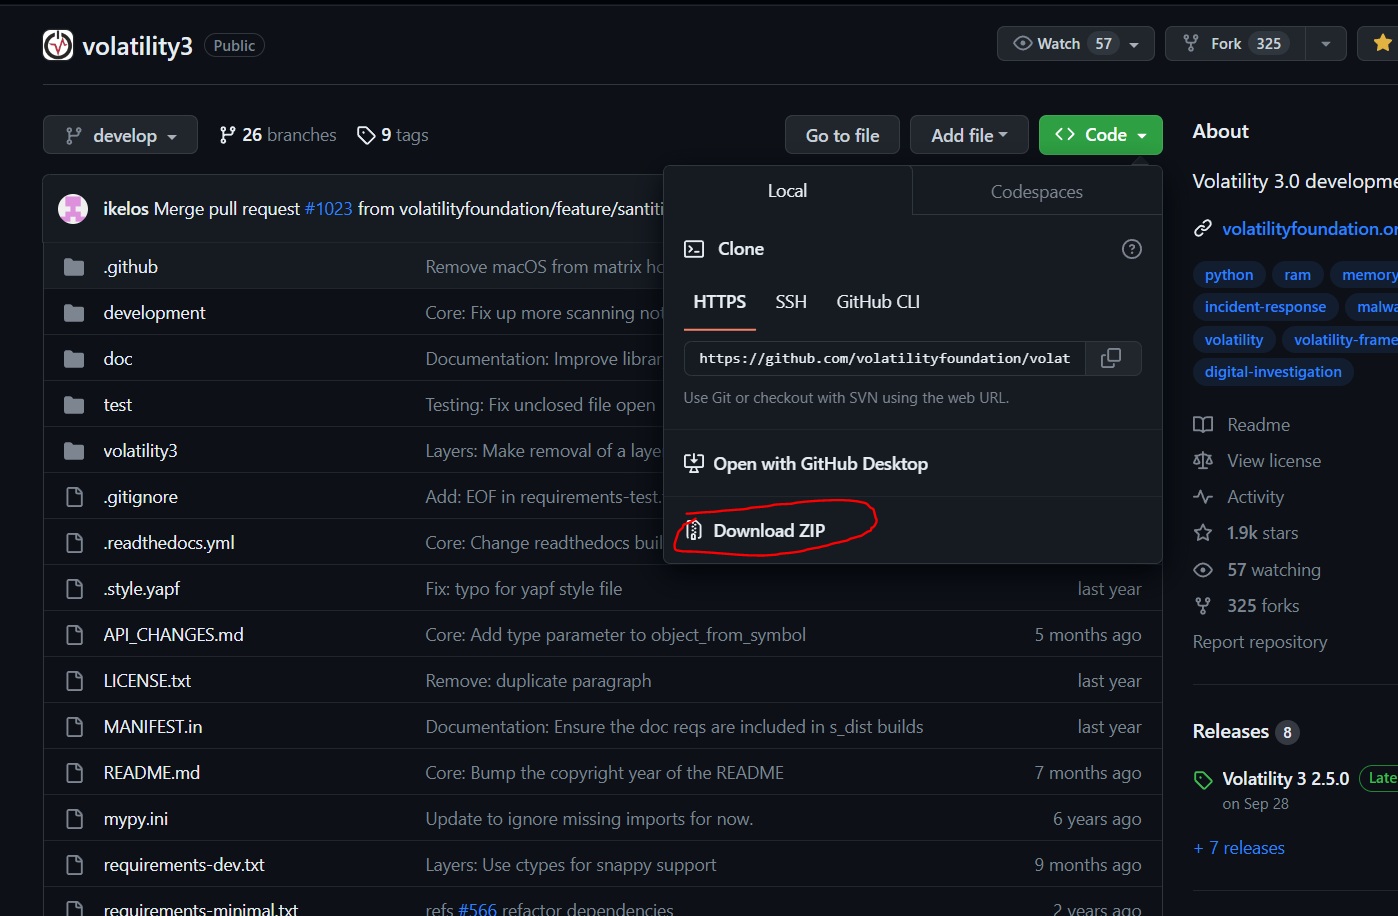 volatility3 Public
Watch 57
Fork 325
develop
26 branches
9 tags
Go to file
Add file
<> Code
ikelos Merge pull request #1023 from volatilityfoundation/feature/santiti
Local
Codespaces
Clone
HTTPS
SSH
GitHub CLI
https://github.com/volatilityfoundation/volat
Use Git or checkout with SVN using the web URL.
Open with GitHub Desktop
Download ZIP
.github Remove macOS from matrix
development Core: Fix up more scanning
doc Documentation: Improve librar
test Testing: Fix unclosed file open
volatility3 Layers: Make removal of a laye
.gitignore Add: EOF in requirements-test.
.readthedocs.yml Core: Change readthedocs buil
.style.yapf Fix: typo for yapf style file last year
API_CHANGES.md Core: Add type parameter to object_from_symbol 5 months ago
LICENSE.txt Remove: duplicate paragraph last year
MANIFEST.in Documentation: Ensure the doc reqs are included in s_dist builds last year
README.md Core: Bump the copyright year of the README 7 months ago
mypy.ini Update to ignore missing imports for now. 6 years ago
requirements-dev.txt Layers: Use ctypes for snappy support 9 months ago
requirements-minimal.txt refs #566 refactor dependencies 2 years ago
About
Volatility 3.0 developme
volatilityfoundation.or
python ram memory
incident-response malwa
volatility volatility-frame
digital-investigation
Readme
View license
Activity
1.9k stars
57 watching
325 forks
Report repository
Releases 8
Volatility 3 2.5.0 Late
on Sep 28
+ 7 releases